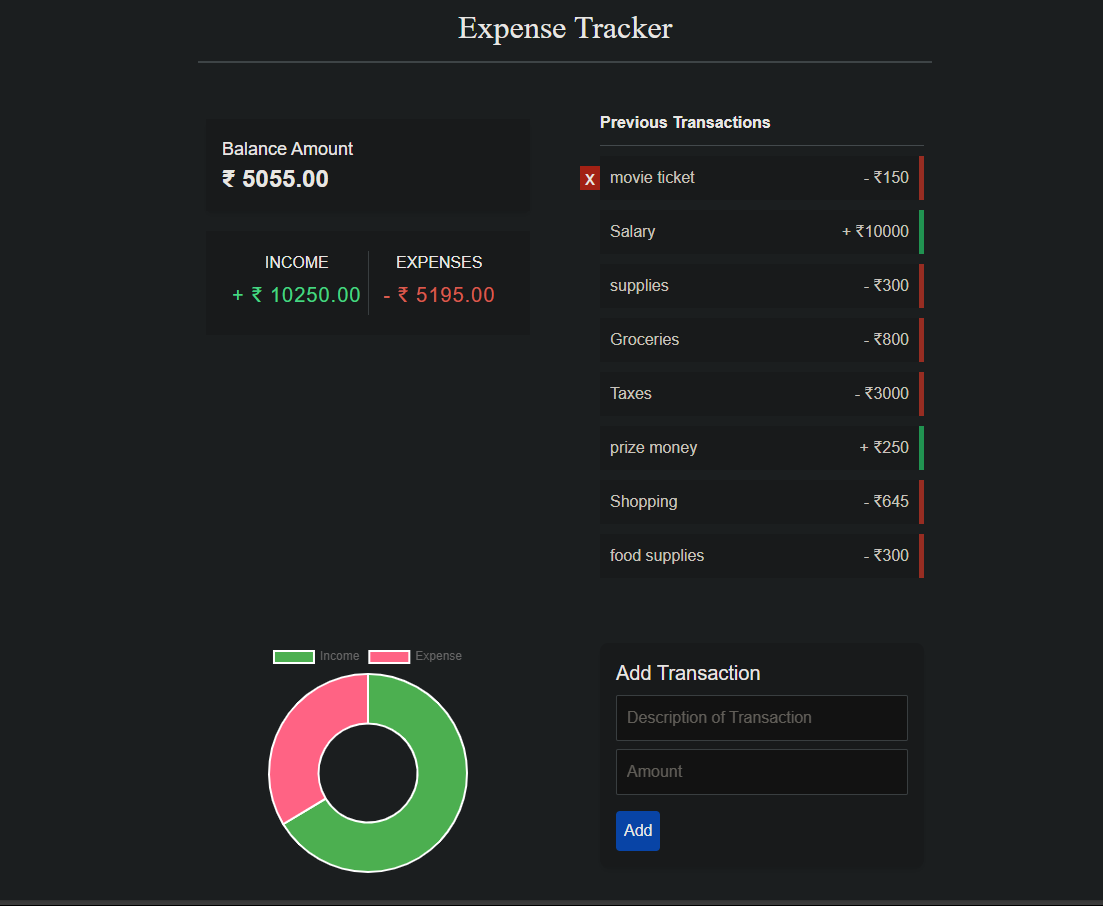 Expense Tracker
Balance Amount
₹ 5055.00
INCOME
+ ₹ 10250.00
EXPENSES
- ₹ 5195.00
Previous Transactions
X movie ticket - ₹150
Salary + ₹10000
supplies - ₹300
Groceries - ₹800
Taxes - ₹3000
prize money + ₹250
Shopping - ₹645
food supplies - ₹300
Income Expense
Add Transaction
Description of Transaction
Amount
Add